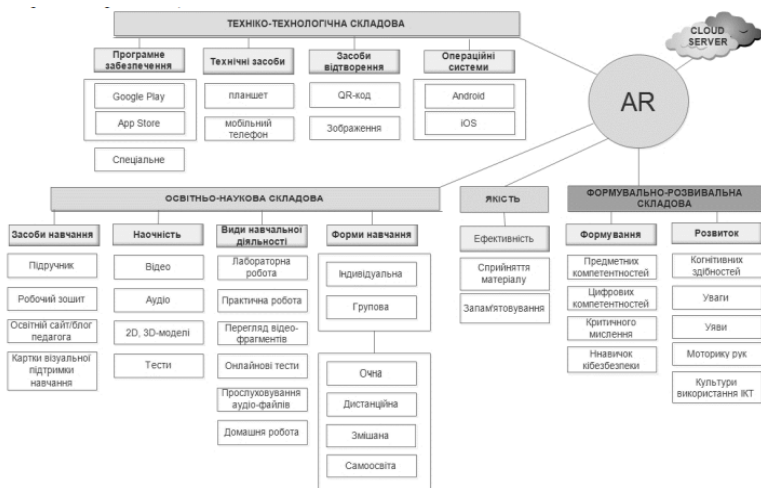 ТЕХНІКО-ТЕХНОЛОГІЧНА СКЛАДОВА
CLOUD
SERVER
AR
Програмне
забезпечення
Google Play
App Store
Спеціальне
Технічні засоби
планшет
мобільний
телефон
Засоби
відтворення
QR-код
Зображення
Операційні
системи
Android
iOS
ОСВІТНЬО-НАУКОВА СКЛАДОВА
Засоби навчання
Підручник
Робочий зошит
Освітній сайт/блог
педагога
Картки візуальної
підтримки
навчання
Наочність
Відео
Аудіо
2D, 3D-моделі
Тести
Види навчальної
діяльності
Лабораторна
робота
Практична робота
Перегляд відео-
фрагментів
Онлайнові тести
Прослуховування
аудіо-файлів
Домашня робота
Форми навчання
Індивідуальна
Групова
Очна
Дистанційна
Змішана
Самоосвіта
ЯКІСТЬ
Ефективність
Сприйняття
матеріалу
Запам'ятовування
ФОРМУВАЛЬНО-РОЗВИВАЛЬНА
СКЛАДОВА
Формування
Предметних
компетентностей
Цифрових
компетентностей
Критичного
мислення
Ннавичок
кібезбезпеки
Розвиток
Когнітивних
здібностей
Уваги
Уяви
Моторику рук
Культури
використання ІКТ